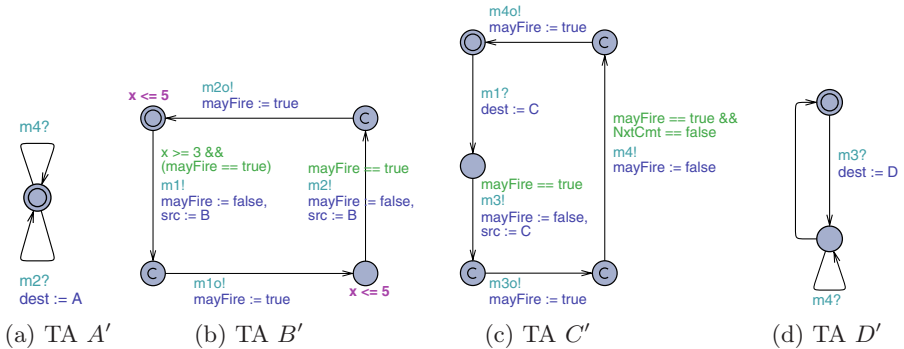 m4?
m2?
dest := A
(a) TA A′
x <= 5
m2o!
mayFire := true
C
x >= 3 &&
(mayFire == true)
m1!
mayFire := false,
src := B
mayFire == true
m2!
mayFire := false,
src := B
C
m1o!
mayFire := true
x <= 5
(b) TA B′
m4o!
mayFire := true
C
m1?
dest := C
mayFire == true &&
NxtCmt == false
m4!
mayFire := false
mayFire == true
m3!
mayFire := false,
src := C
C
C
m3o!
mayFire := true
(c) TA C′
m3?
dest := D
m4?
(d) TA D′